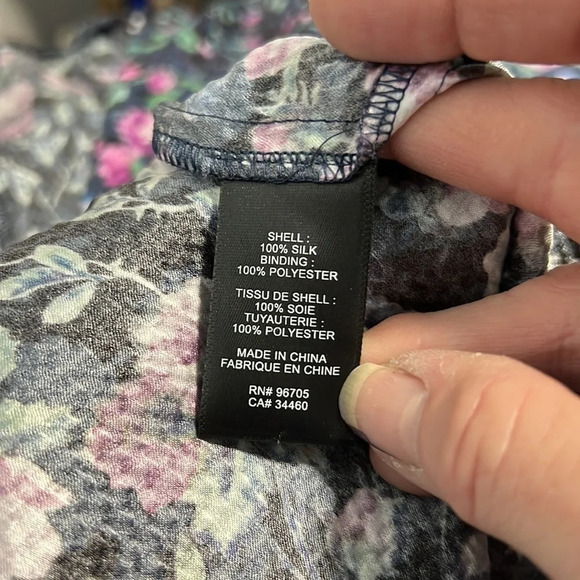 SHELL :
100% SILK
BINDING :
100% POLYESTER
TISSU DE SHELL :
100% SOIE
TUYAUTERIE :
100% POLYESTER
MADE IN CHINA
FABRIQUE EN CHINE
RN# 96705
CA# 34460